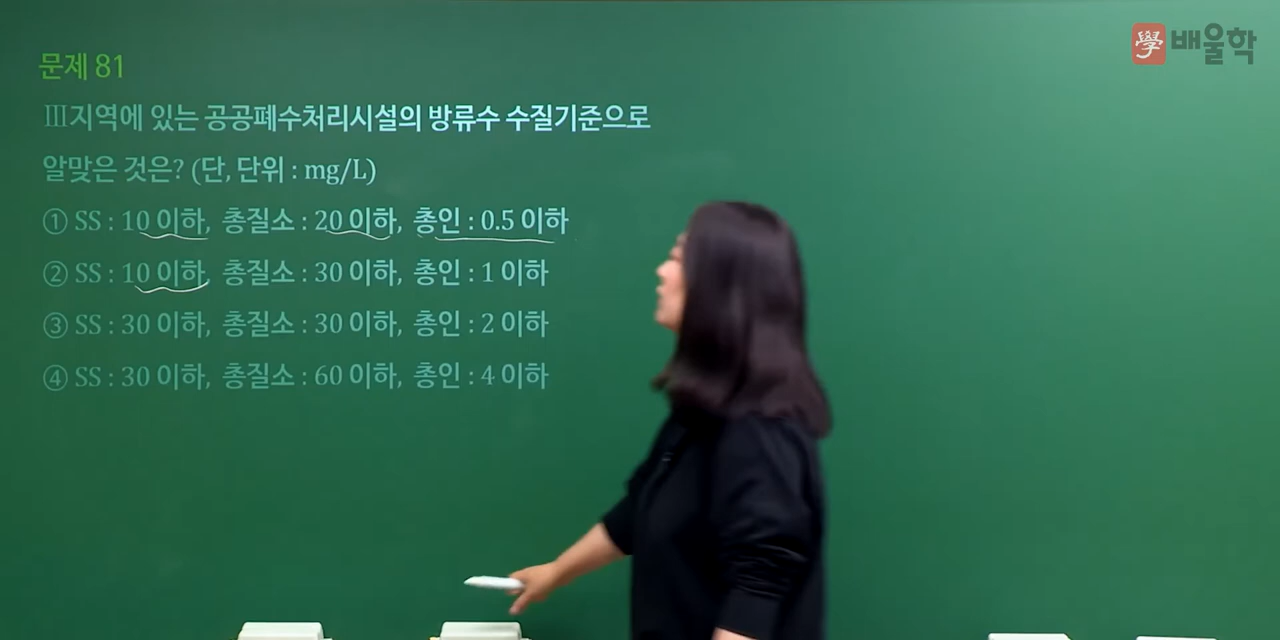 學 배울학
문제 81
Ⅲ지역에 있는 공공폐수처리시설의 방류수 수질기준으로
알맞은 것은? (단, 단위 : mg/L)
① SS : 10 이하, 총질소 : 20 이하, 총인 : 0.5 이하
② SS : 10 이하, 총질소 : 30 이하, 총인 : 1 이하
③ SS : 30 이하, 총질소 : 30 이하, 총인 : 2 이하
④ SS : 30 이하, 총질소 : 60 이하, 총인 : 4 이하